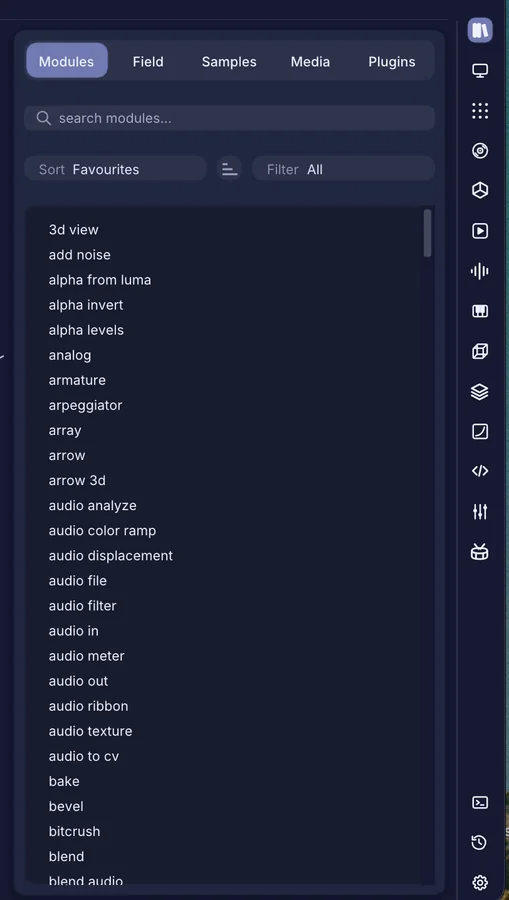 Modules Field Samples Media Plugins
search modules...
Sort Favourites Filter All
3d view
add noise
alpha from luma
alpha invert
alpha levels
analog
armature
arpeggiator
array
arrow
arrow 3d
audio analyze
audio color ramp
audio displacement
audio file
audio filter
audio in
audio meter
audio out
audio ribbon
audio texture
audio to cv
bake
bevel
bitcrush
blend
blend audio